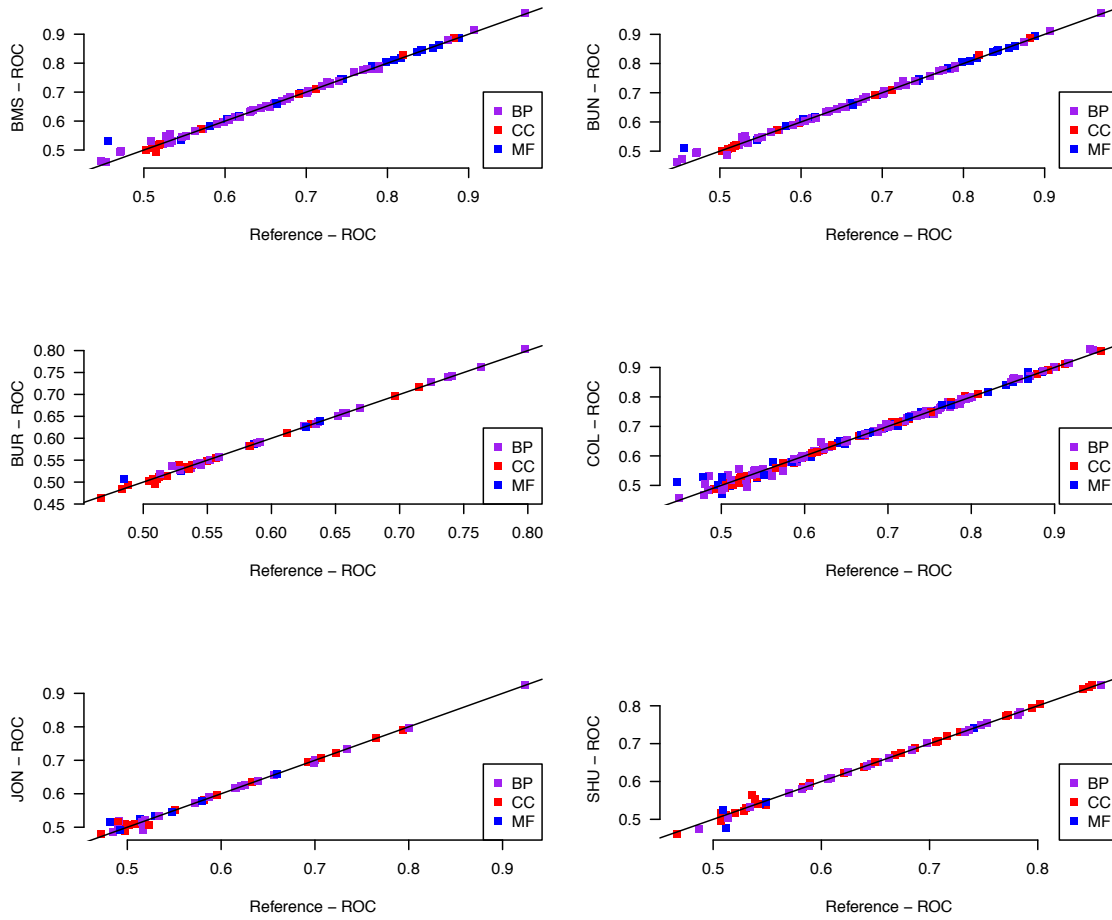 BMS − ROC
0.9
0.8
0.7
0.6
0.5
BP
CC
MF
0.5 0.6 0.7 0.8 0.9
Reference − ROC
BUN − ROC
0.9
0.8
0.7
0.6
0.5
BP
CC
MF
0.5 0.6 0.7 0.8 0.9
Reference − ROC
BUR − ROC
0.80
0.75
0.70
0.65
0.60
0.55
0.50
0.45
BP
CC
MF
0.50 0.55 0.60 0.65 0.70 0.75 0.80
Reference − ROC
COL − ROC
0.9
0.8
0.7
0.6
0.5
BP
CC
MF
0.5 0.6 0.7 0.8 0.9
Reference − ROC
JON − ROC
0.9
0.8
0.7
0.6
0.5
BP
CC
MF
0.5 0.6 0.7 0.8 0.9
Reference − ROC
SHU − ROC
0.8
0.7
0.6
0.5
BP
CC
MF
0.5 0.6 0.7 0.8
Reference − ROC